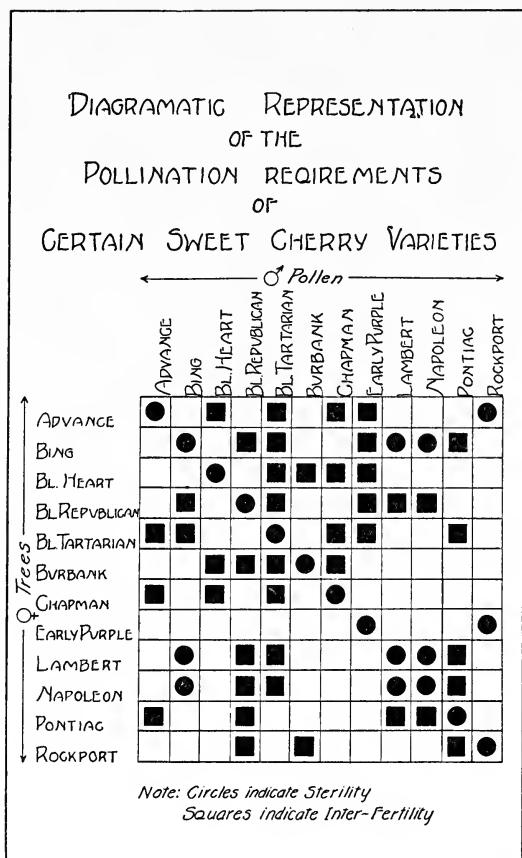 DIAGRAMATIC REPRESENTATION
OF THE
POLLINATION REQIREMENTS
OF
CERTAIN SWEET CHERRY VARIETIES
♂ Pollen
ADVANCE
BING
BL. HEART
BL. REPUBLICAN
BL. TARTARIAN
BURBANK
CHAPMAN
EARLY PURPLE
LAMBERT
NAPOLEON
PONTIAC
ROCKPORT
♀ Trees
ADVANCE
BING
BL. HEART
BL. REPVBLICAN
BL. TARTARIAN
BVRBANK
CHAPMAN
EARLY PURPLE
LAMBERT
NAPOLEON
PONTIAC
ROCKPORT
Note: Circles indicate Sterility
Squares indicate Inter-Fertility